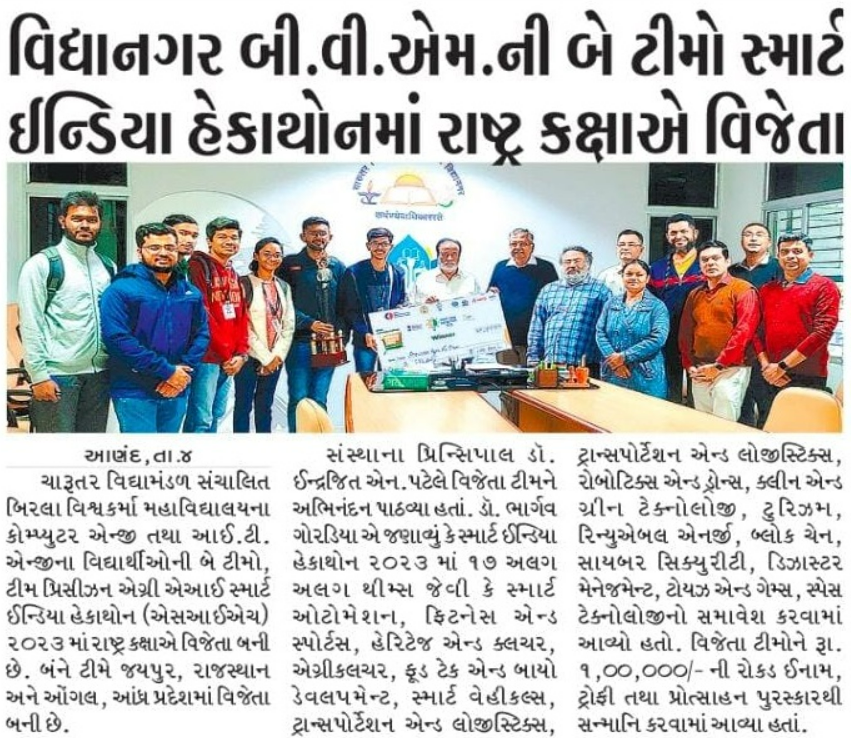 વિદ્યાનગર બી.વી.એમ.ની બે ટીમો સ્માર્ટ
ઈન્ડિયા હેકાથોનમાં રાષ્ટ્ર કક્ષાએ વિજેતા
Winner
આણંદ,તા.૪
ચારૂતર વિદ્યામંડળ સંચાલિત
બિરલા વિશ્વકર્મા મહાવિદ્યાલયના
કોમ્પ્યુટર એન્જી તથા આઈ.ટી.
એન્જીના વિદ્યાર્થીઓની બે ટીમો,
ટીમ પ્રિસીઝન એગ્રી એઆઈ સ્માર્ટ
ઈન્ડિયા હેકાથોન (એસઆઈએચ)
૨૦૨૩ માં રાષ્ટ્ર કક્ષાએ વિજેતા બની
છે. બંને ટીમે જયપુર, રાજસ્થાન
અને ઓંગલ, આંધ્ર પ્રદેશમાં વિજેતા
બની છે.
સંસ્થાના પ્રિન્સિપાલ ડૉ.
ઈન્દ્રજિત એન.પટેલે વિજેતા ટીમને
અભિનંદન પાઠવ્યા હતાં. ડૉ. ભાર્ગવ
ગોરડિયાએ જણાવ્યું કે સ્માર્ટ ઈન્ડિયા
હેકાથોન ૨૦૨૩ માં ૧૭ અલગ
અલગ થીમ્સ જેવી કે સ્માર્ટ
ઓટોમેશન, ફિટનેસ એન્ડ
સ્પોર્ટસ, હેરિટેજ એન્ડ ક્લચર,
એગ્રીકલચર, ફૂડ ટેક એન્ડ બાયો
ડેવલપમેન્ટ, સ્માર્ટ વેહીકલ્સ,
ટ્રાન્સપોર્ટેશન એન્ડ લોજીસ્ટિક્સ,
ટ્રાન્સપોર્ટેશન એન્ડ લોજીસ્ટિક્સ,
રોબોટિક્સ એન્ડ ડ્રોન્સ, ક્લીન એન્ડ
ગ્રીન ટેક્નોલોજી, ટુરિઝમ,
રિન્યુએબલ એનર્જી, બ્લોક ચેન,
સાયબર સિક્યુરીટી, ડિઝાસ્ટર
મેનેજમેન્ટ, ટોયઝ એન્ડ ગેમ્સ, સ્પેસ
ટેક્નોલોજીનો સમાવેશ કરવામાં
આવ્યો હતો. વિજેતા ટીમોને રૂા.
૧,૦૦,૦૦૦/- ની રોકડ ઈનામ,
ટ્રોફી તથા પ્રોત્સાહન પુરસ્કારથી
સન્માનિ કરવામાં આવ્યા હતાં.